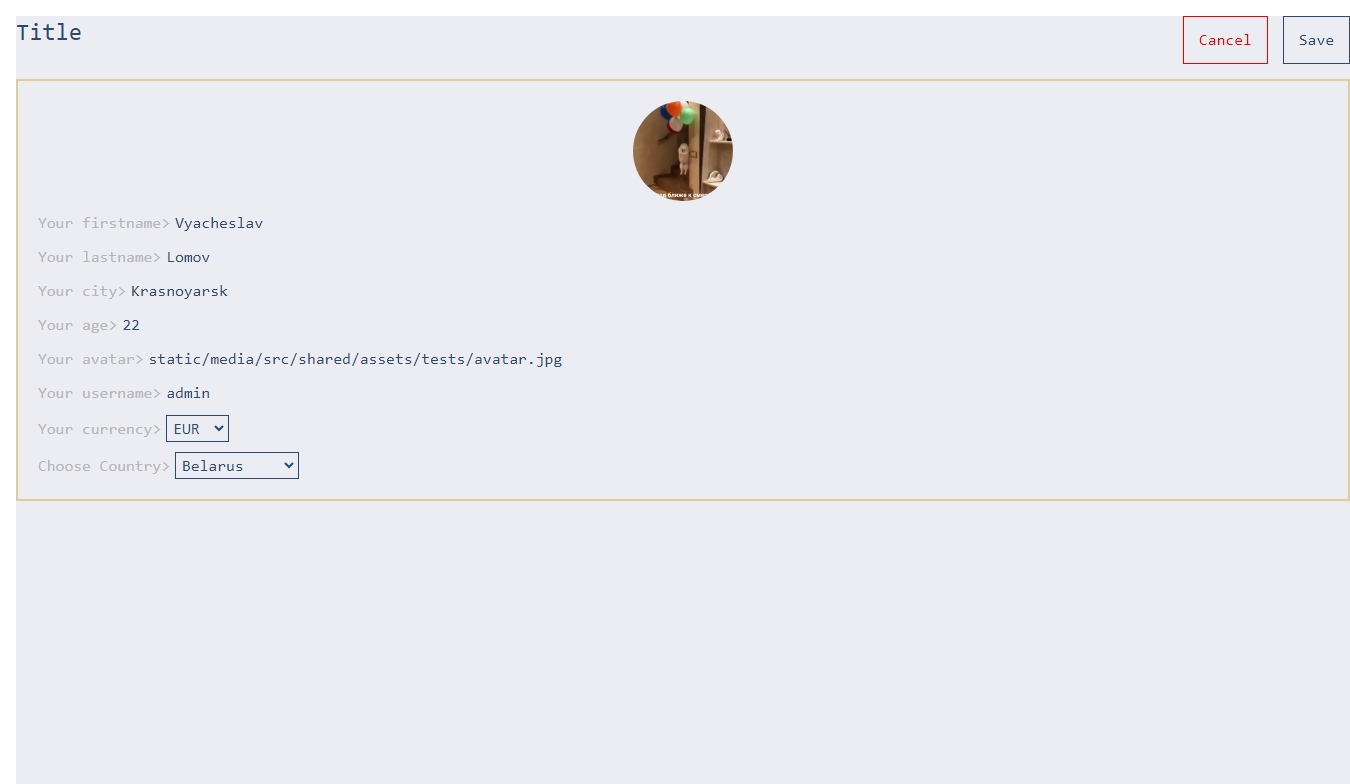 Title
Cancel
Save
ближе к
Your firstname> Vyacheslav
Your lastname> Lomov
Your city> Krasnoyarsk
Your age> 22
Your avatar> static/media/src/shared/assets/tests/avatar.jpg
Your username> admin
Your currency> EUR
Choose Country> Belarus